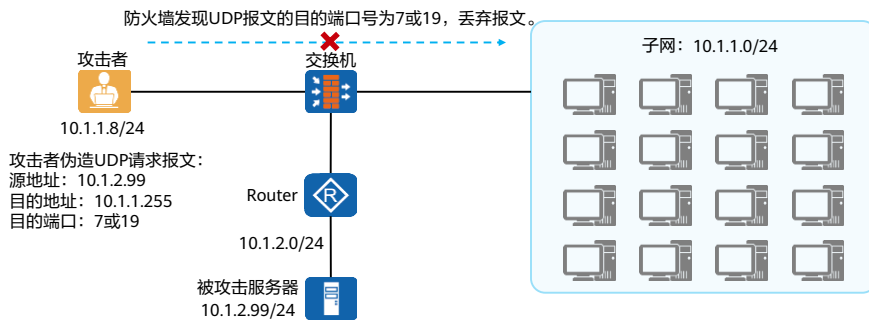 防火墙发现UDP报文的目的端口号为7或19，丢弃报文。
攻击者
交换机
子网：10.1.1.0/24
10.1.1.8/24
攻击者伪造UDP请求报文：
源地址：10.1.2.99
目的地址：10.1.1.255
目的端口：7或19
Router
R
10.1.2.0/24
被攻击服务器
10.1.2.99/24